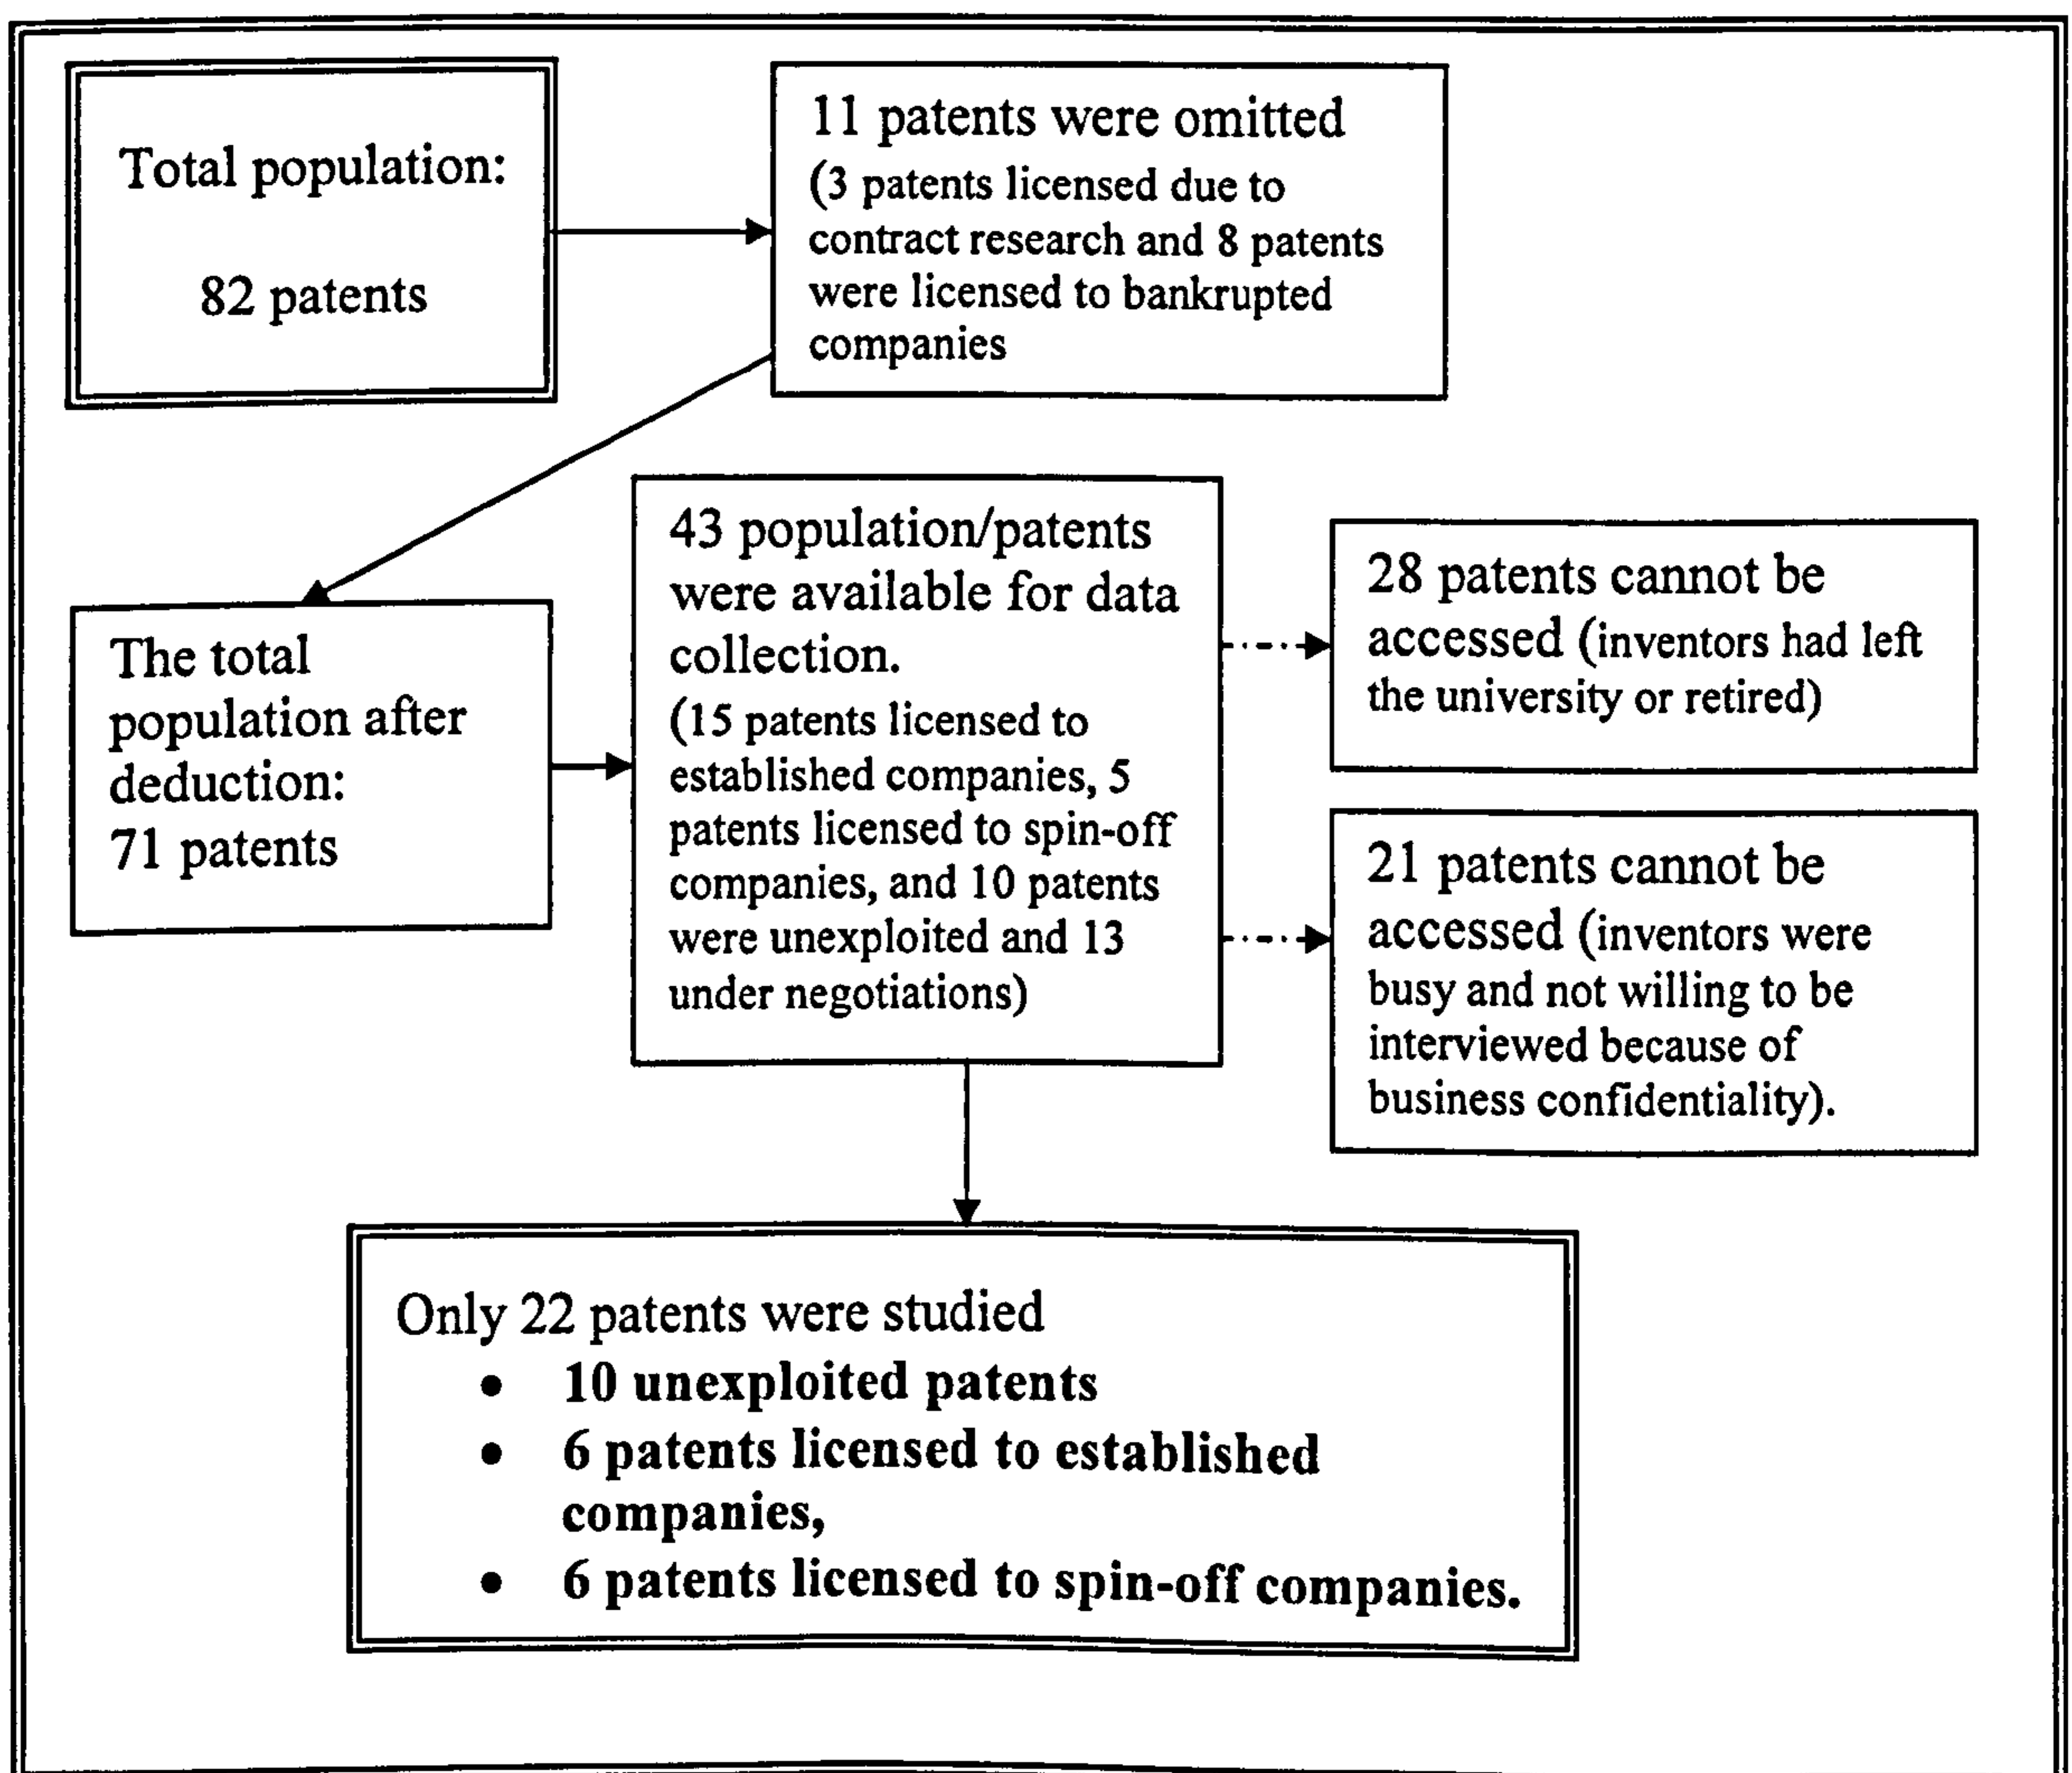 Total population:
82 patents
11 patents were omitted
(3 patents licensed due to
contract research and 8 patents
were licensed to bankrupted
companies
The total
population after
deduction:
71 patents
43 population/patents
were available for data
collection.
(15 patents licensed to
established companies, 5
patents licensed to spin-off
companies, and 10 patents
were unexploited and 13
under negotiations)
28 patents cannot be
accessed (inventors had left
the university or retired)
21 patents cannot be
accessed (inventors were
busy and not willing to be
interviewed because of
business confidentiality).
Only 22 patents were studied
• 10 unexploited patents
• 6 patents licensed to established
companies,
• 6 patents licensed to spin-off companies.